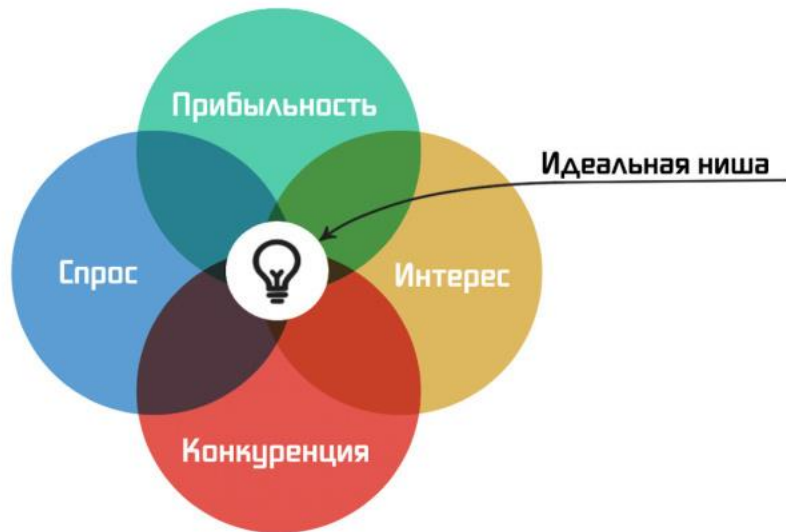 Прибыльность
Идеальная ниша
Спрос
Интерес
Конкуренция